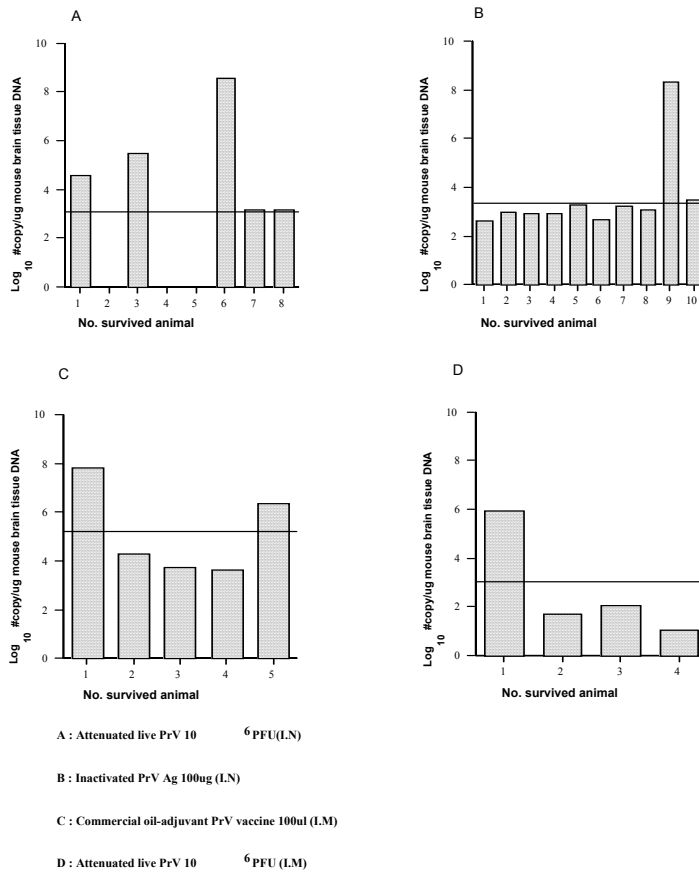 A
Log 10 #copy/ug mouse brain tissue DNA
10
8
6
4
2
0
1 2 3 4 5 6 7 8
No. survived animal
B
Log 10 #copy/ug mouse brain tissue DNA
10
8
6
4
2
0
1 2 3 4 5 6 7 8 9 10
No. survived animal
C
Log 10 #copy/ug mouse brain tissue DNA
10
8
6
4
2
0
1 2 3 4 5
No. survived animal
D
Log 10 #copy/ug mouse brain tissue DNA
10
8
6
4
2
0
1 2 3 4
No. survived animal
A : Attenuated live PrV 10 6 PFU(I.N)
B : Inactivated PrV Ag 100ug (I.N)
C : Commercial oil-adjuvant PrV vaccine 100ul (I.M)
D : Attenuated live PrV 10 6 PFU (I.M)